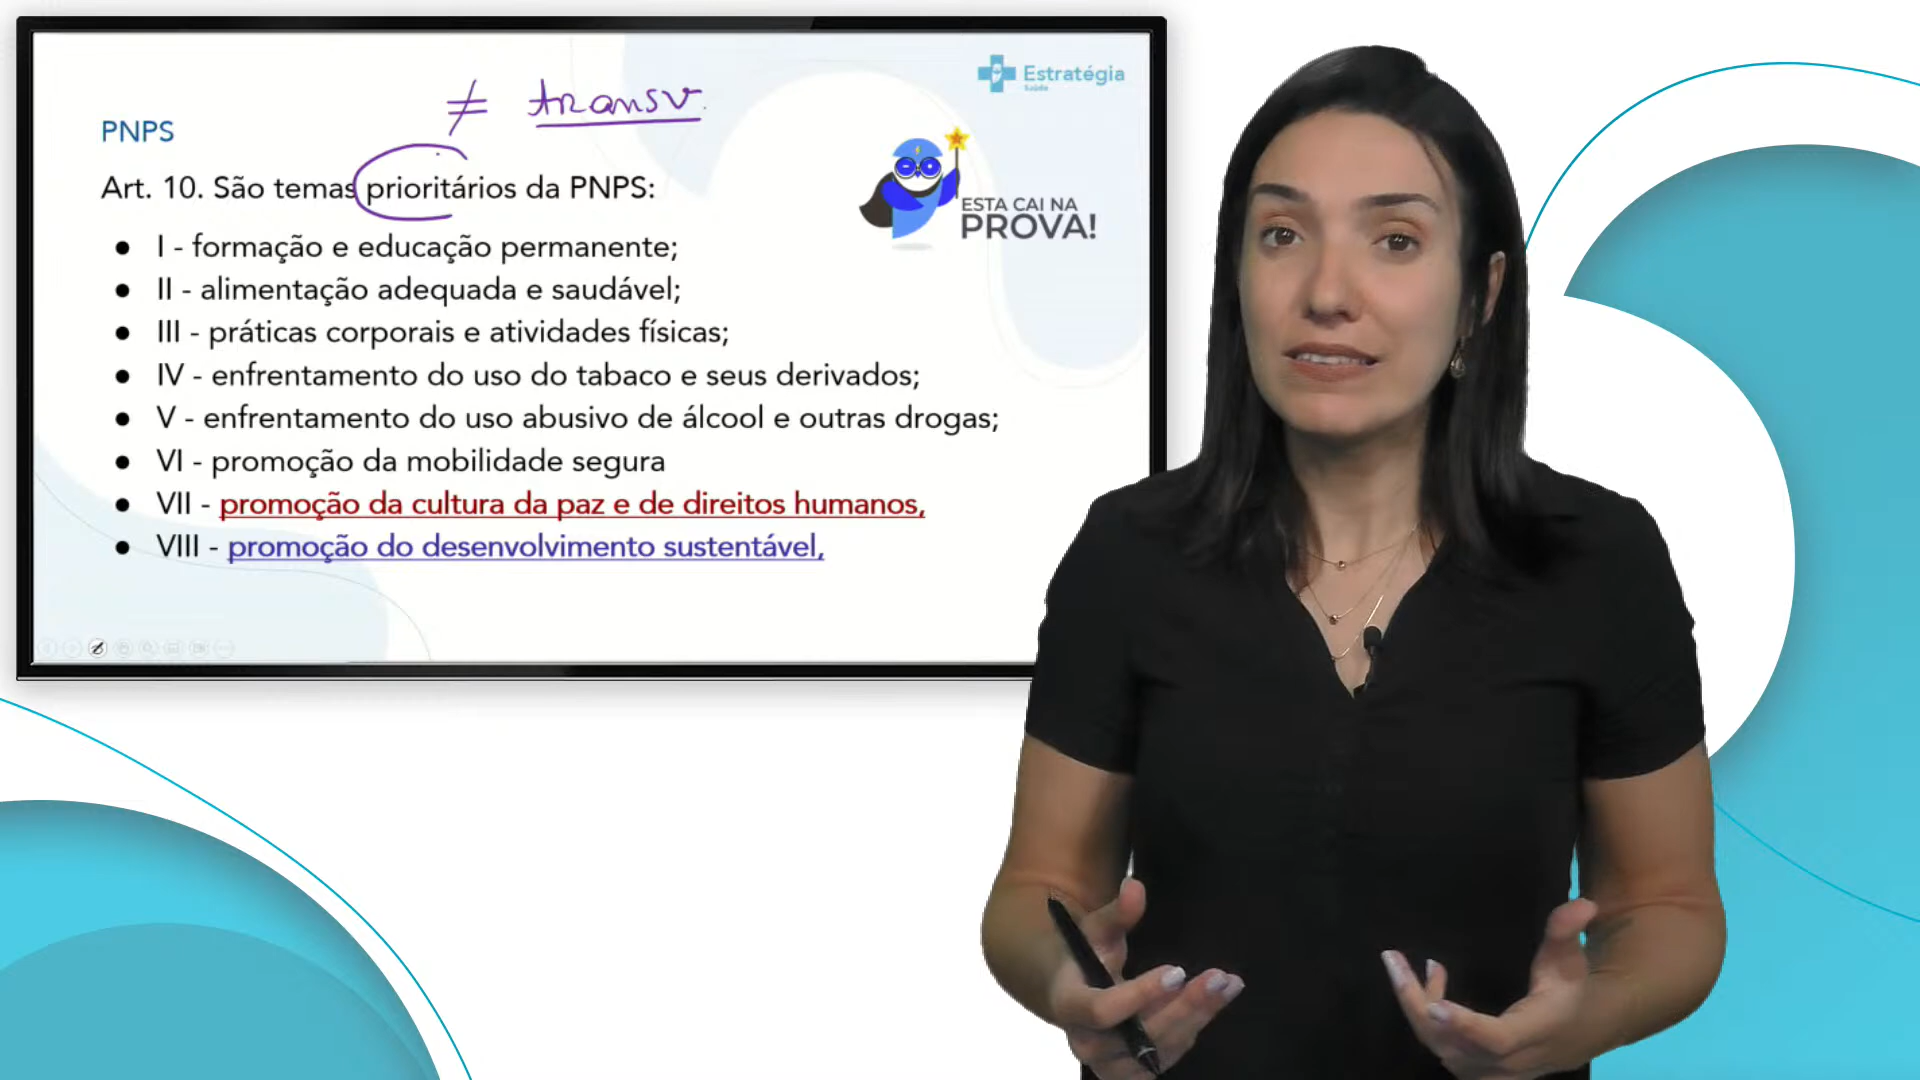 ≠ transv.
Estratégia
Saúde
PNPS
Art. 10. São temas prioritários da PNPS:
ESTA CAI NA
PROVA!
● I - formação e educação permanente;
● II - alimentação adequada e saudável;
● III - práticas corporais e atividades físicas;
● IV - enfrentamento do uso do tabaco e seus derivados;
● V - enfrentamento do uso abusivo de álcool e outras drogas;
● VI - promoção da mobilidade segura
● VII - promoção da cultura da paz e de direitos humanos,
● VIII - promoção do desenvolvimento sustentável,